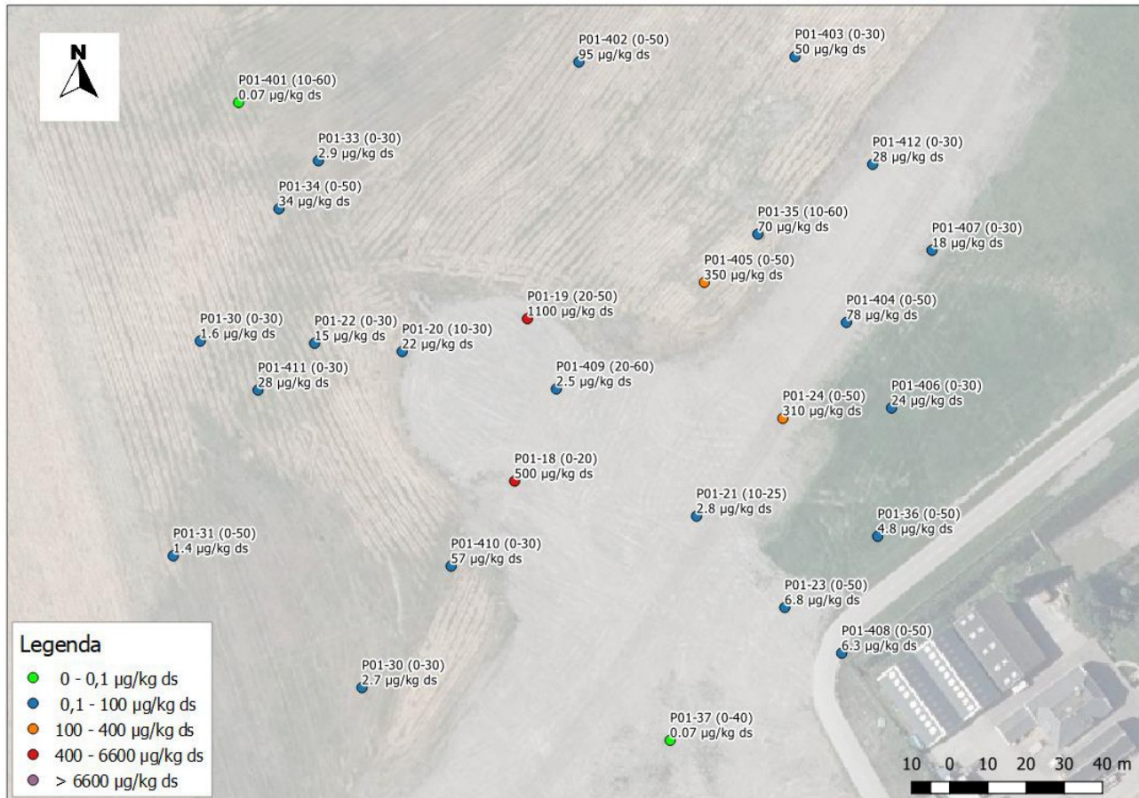 N
P01-401 (10-60)
0.07 µg/kg ds
P01-402 (0-50)
95 µg/kg ds
P01-403 (0-30)
50 µg/kg ds
P01-33 (0-30)
2.9 µg/kg ds
P01-34 (0-50)
34 µg/kg ds
P01-412 (0-30)
28 µg/kg ds
P01-35 (10-60)
70 µg/kg ds
P01-407 (0-30)
18 µg/kg ds
P01-405 (0-50)
350 µg/kg ds
P01-19 (20-50)
1100 µg/kg ds
P01-404 (0-50)
78 µg/kg ds
P01-30 (0-30)
1.6 µg/kg ds
P01-22 (0-30)
15 µg/kg ds
P01-20 (10-30)
22 µg/kg ds
P01-411 (0-30)
28 µg/kg ds
P01-409 (20-60)
2.5 µg/kg ds
P01-24 (0-50)
310 µg/kg ds
P01-406 (0-30)
24 µg/kg ds
P01-18 (0-20)
500 µg/kg ds
P01-21 (10-25)
2.8 µg/kg ds
P01-36 (0-50)
4.8 µg/kg ds
P01-31 (0-50)
1.4 µg/kg ds
P01-410 (0-30)
57 µg/kg ds
P01-23 (0-50)
6.8 µg/kg ds
P01-408 (0-50)
6.3 µg/kg ds
P01-30 (0-30)
2.7 µg/kg ds
P01-37 (0-40)
0.07 µg/kg ds
Legenda
0 - 0,1 µg/kg ds
0,1 - 100 µg/kg ds
100 - 400 µg/kg ds
400 - 6600 µg/kg ds
> 6600 µg/kg ds
10 0 10 20 30 40 m